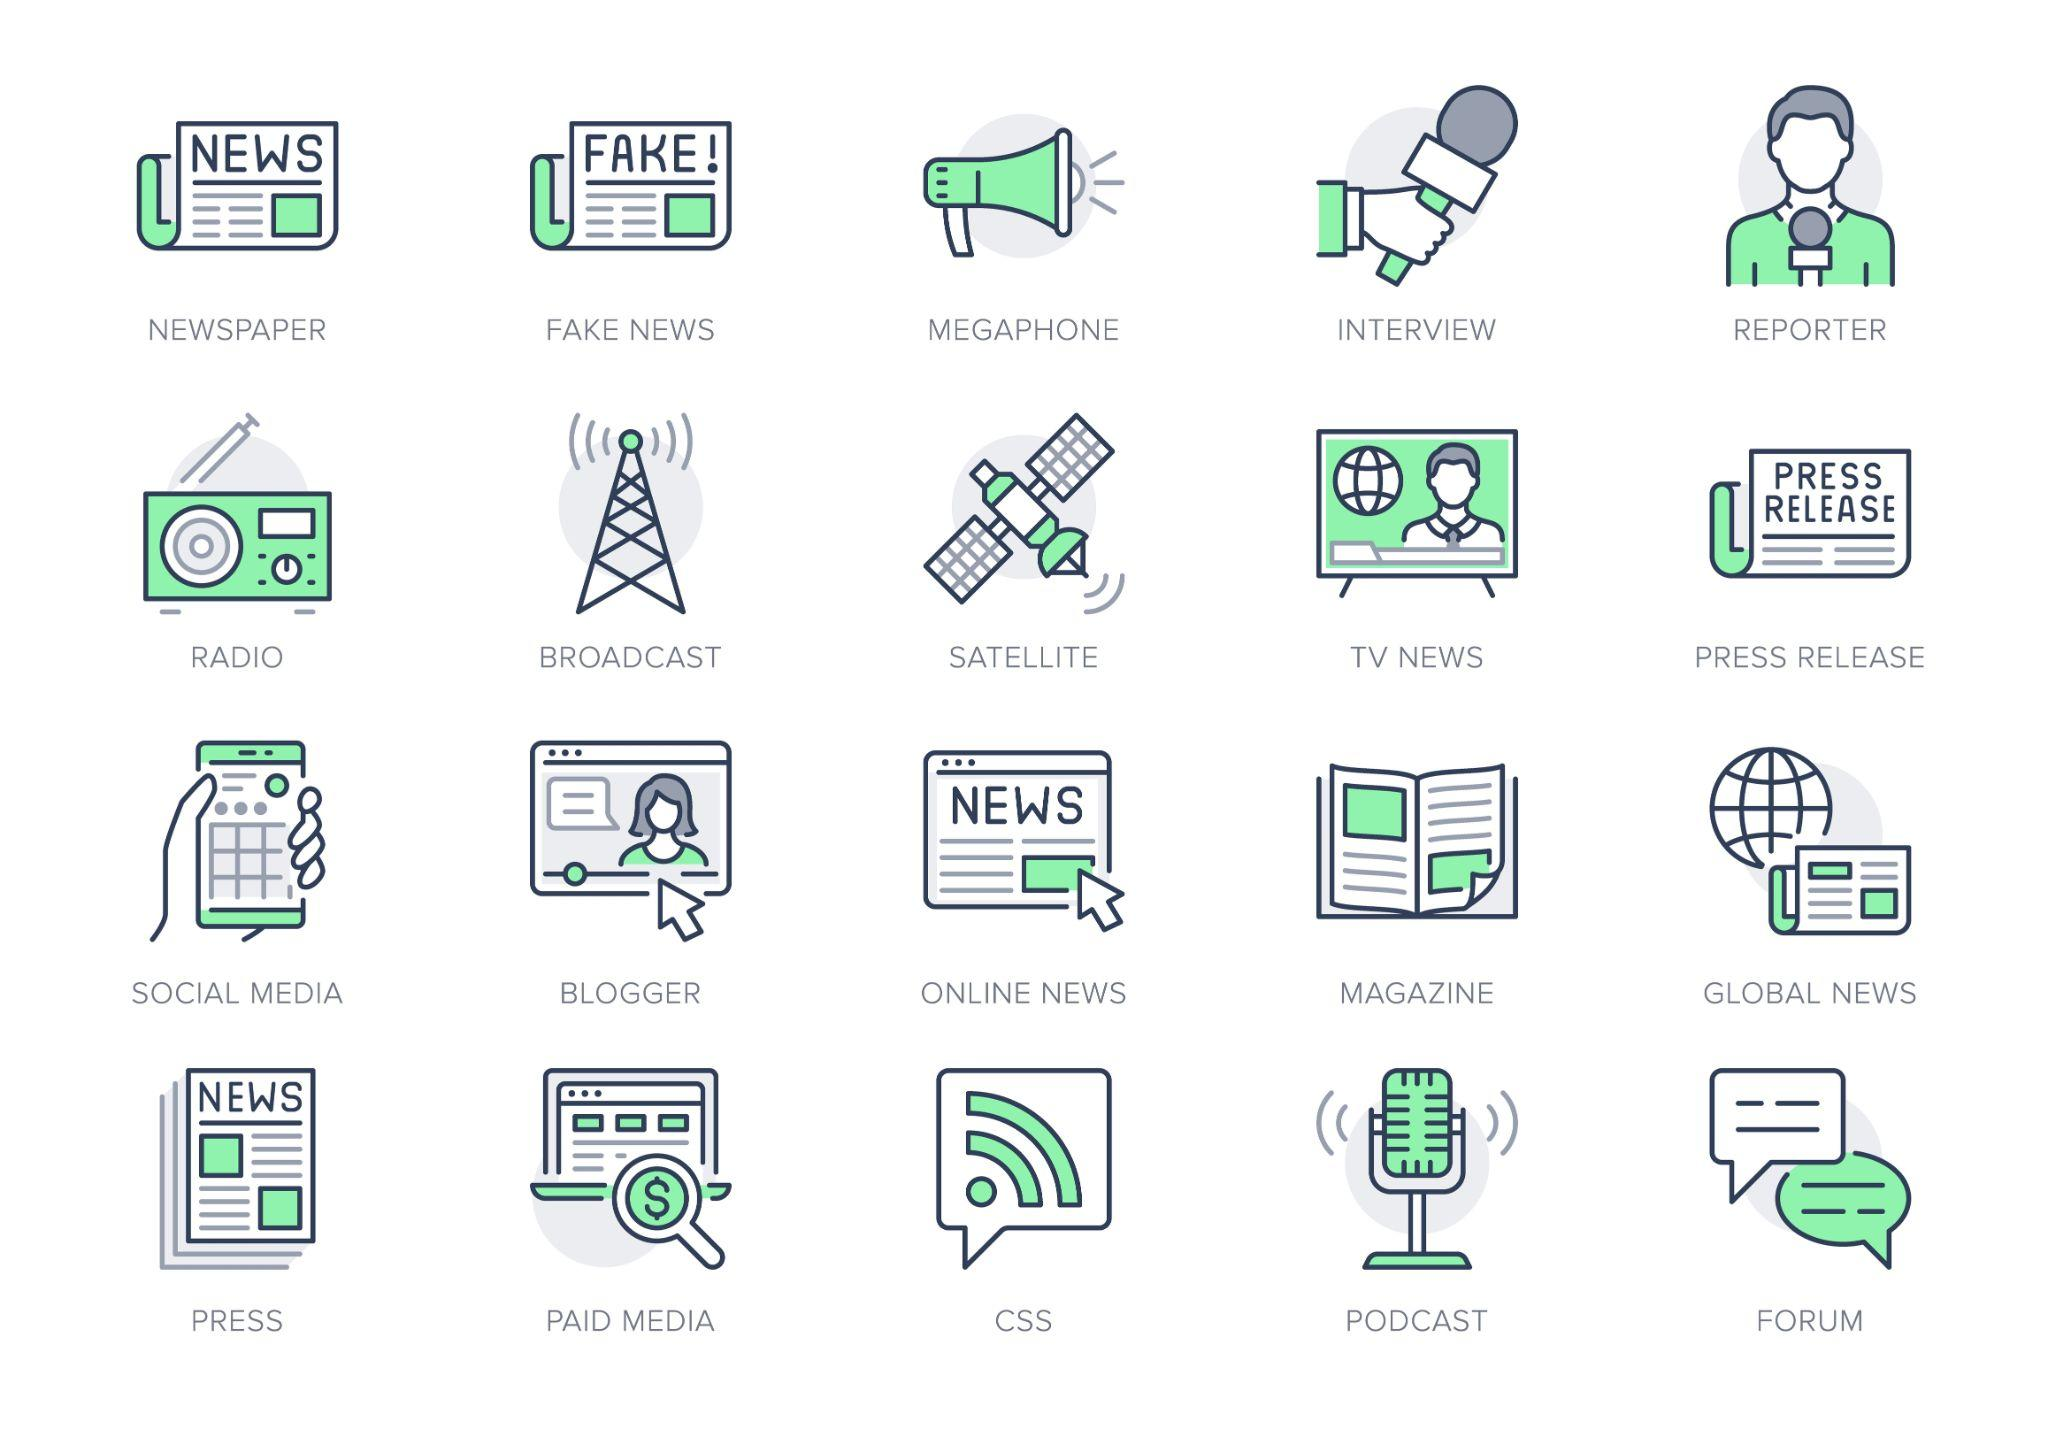 NEWS
FAKE!
NEWSPAPER
FAKE NEWS
MEGAPHONE
INTERVIEW
REPORTER
PRESS
RELEASE
RADIO
BROADCAST
SATELLITE
TV NEWS
PRESS RELEASE
NEWS
SOCIAL MEDIA
BLOGGER
ONLINE NEWS
MAGAZINE
GLOBAL NEWS
NEWS
$
PRESS
PAID MEDIA
CSS
PODCAST
FORUM